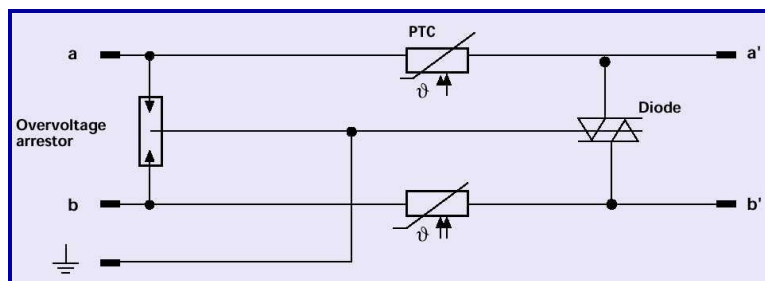 PTC
a
a'
ϑ
Diode
Overvoltage
arrestor
b
b'
ϑ